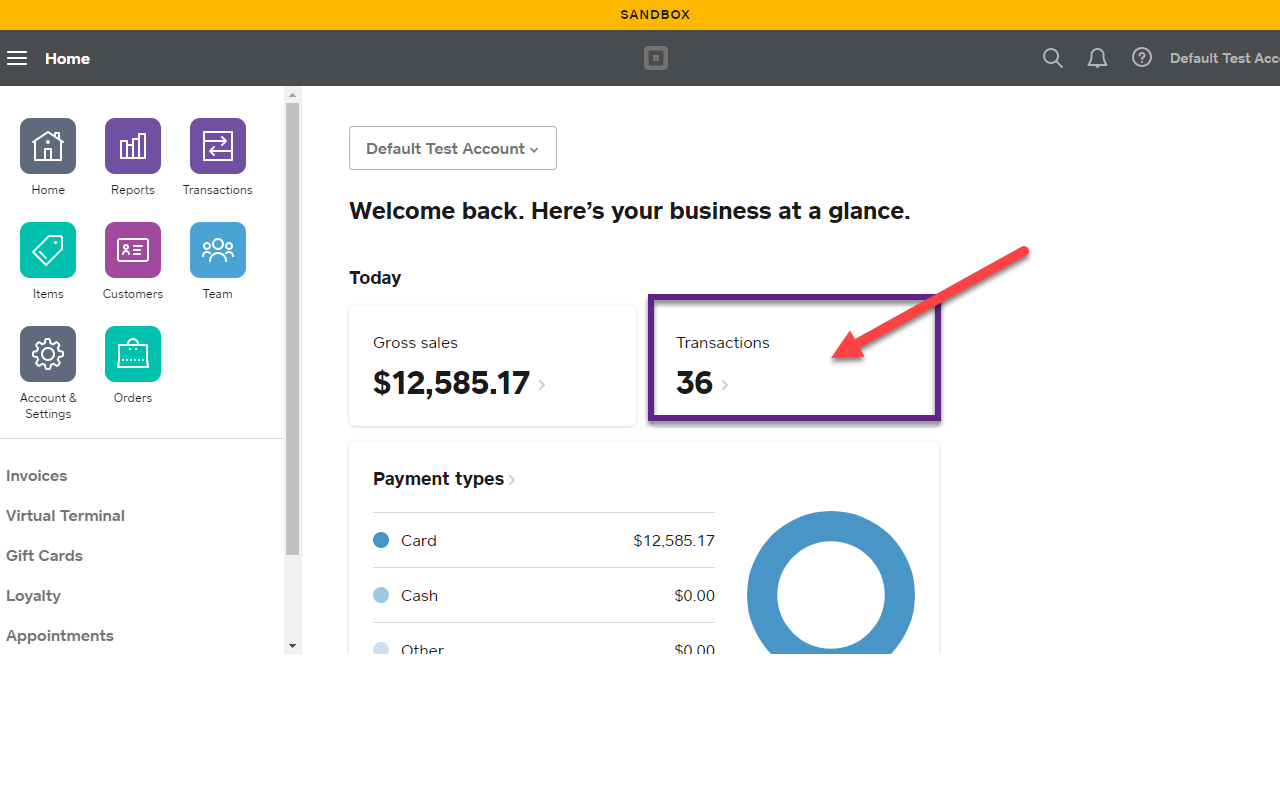 SANDBOX
Home
Default Test Acc
Home
Reports
Transactions
Items
Customers
Team
Account &
Settings
Orders
Invoices
Virtual Terminal
Gift Cards
Loyalty
Appointments
Default Test Account
Welcome back. Here’s your business at a glance.
Today
Gross sales
$12,585.17
Transactions
36
Payment types
Card $12,585.17
Cash $0.00
Other $0.00